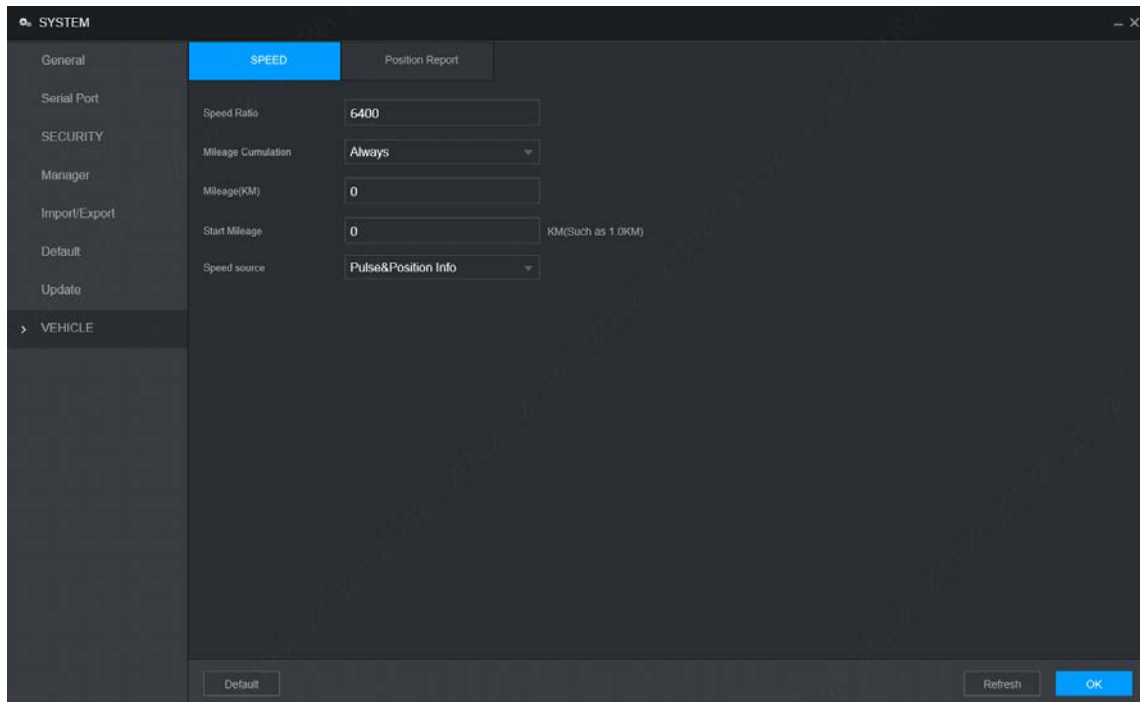 SYSTEM
General
Serial Port
SECURITY
Manager
Import/Export
Default
Update
VEHICLE
SPEED Position Report
Speed Ratio 6400
Mileage Cumulation Always
Mileage(KM) 0
Start Mileage 0 KM(Such as 1.0KM)
Speed source Pulse&Position Info
Default Refresh OK